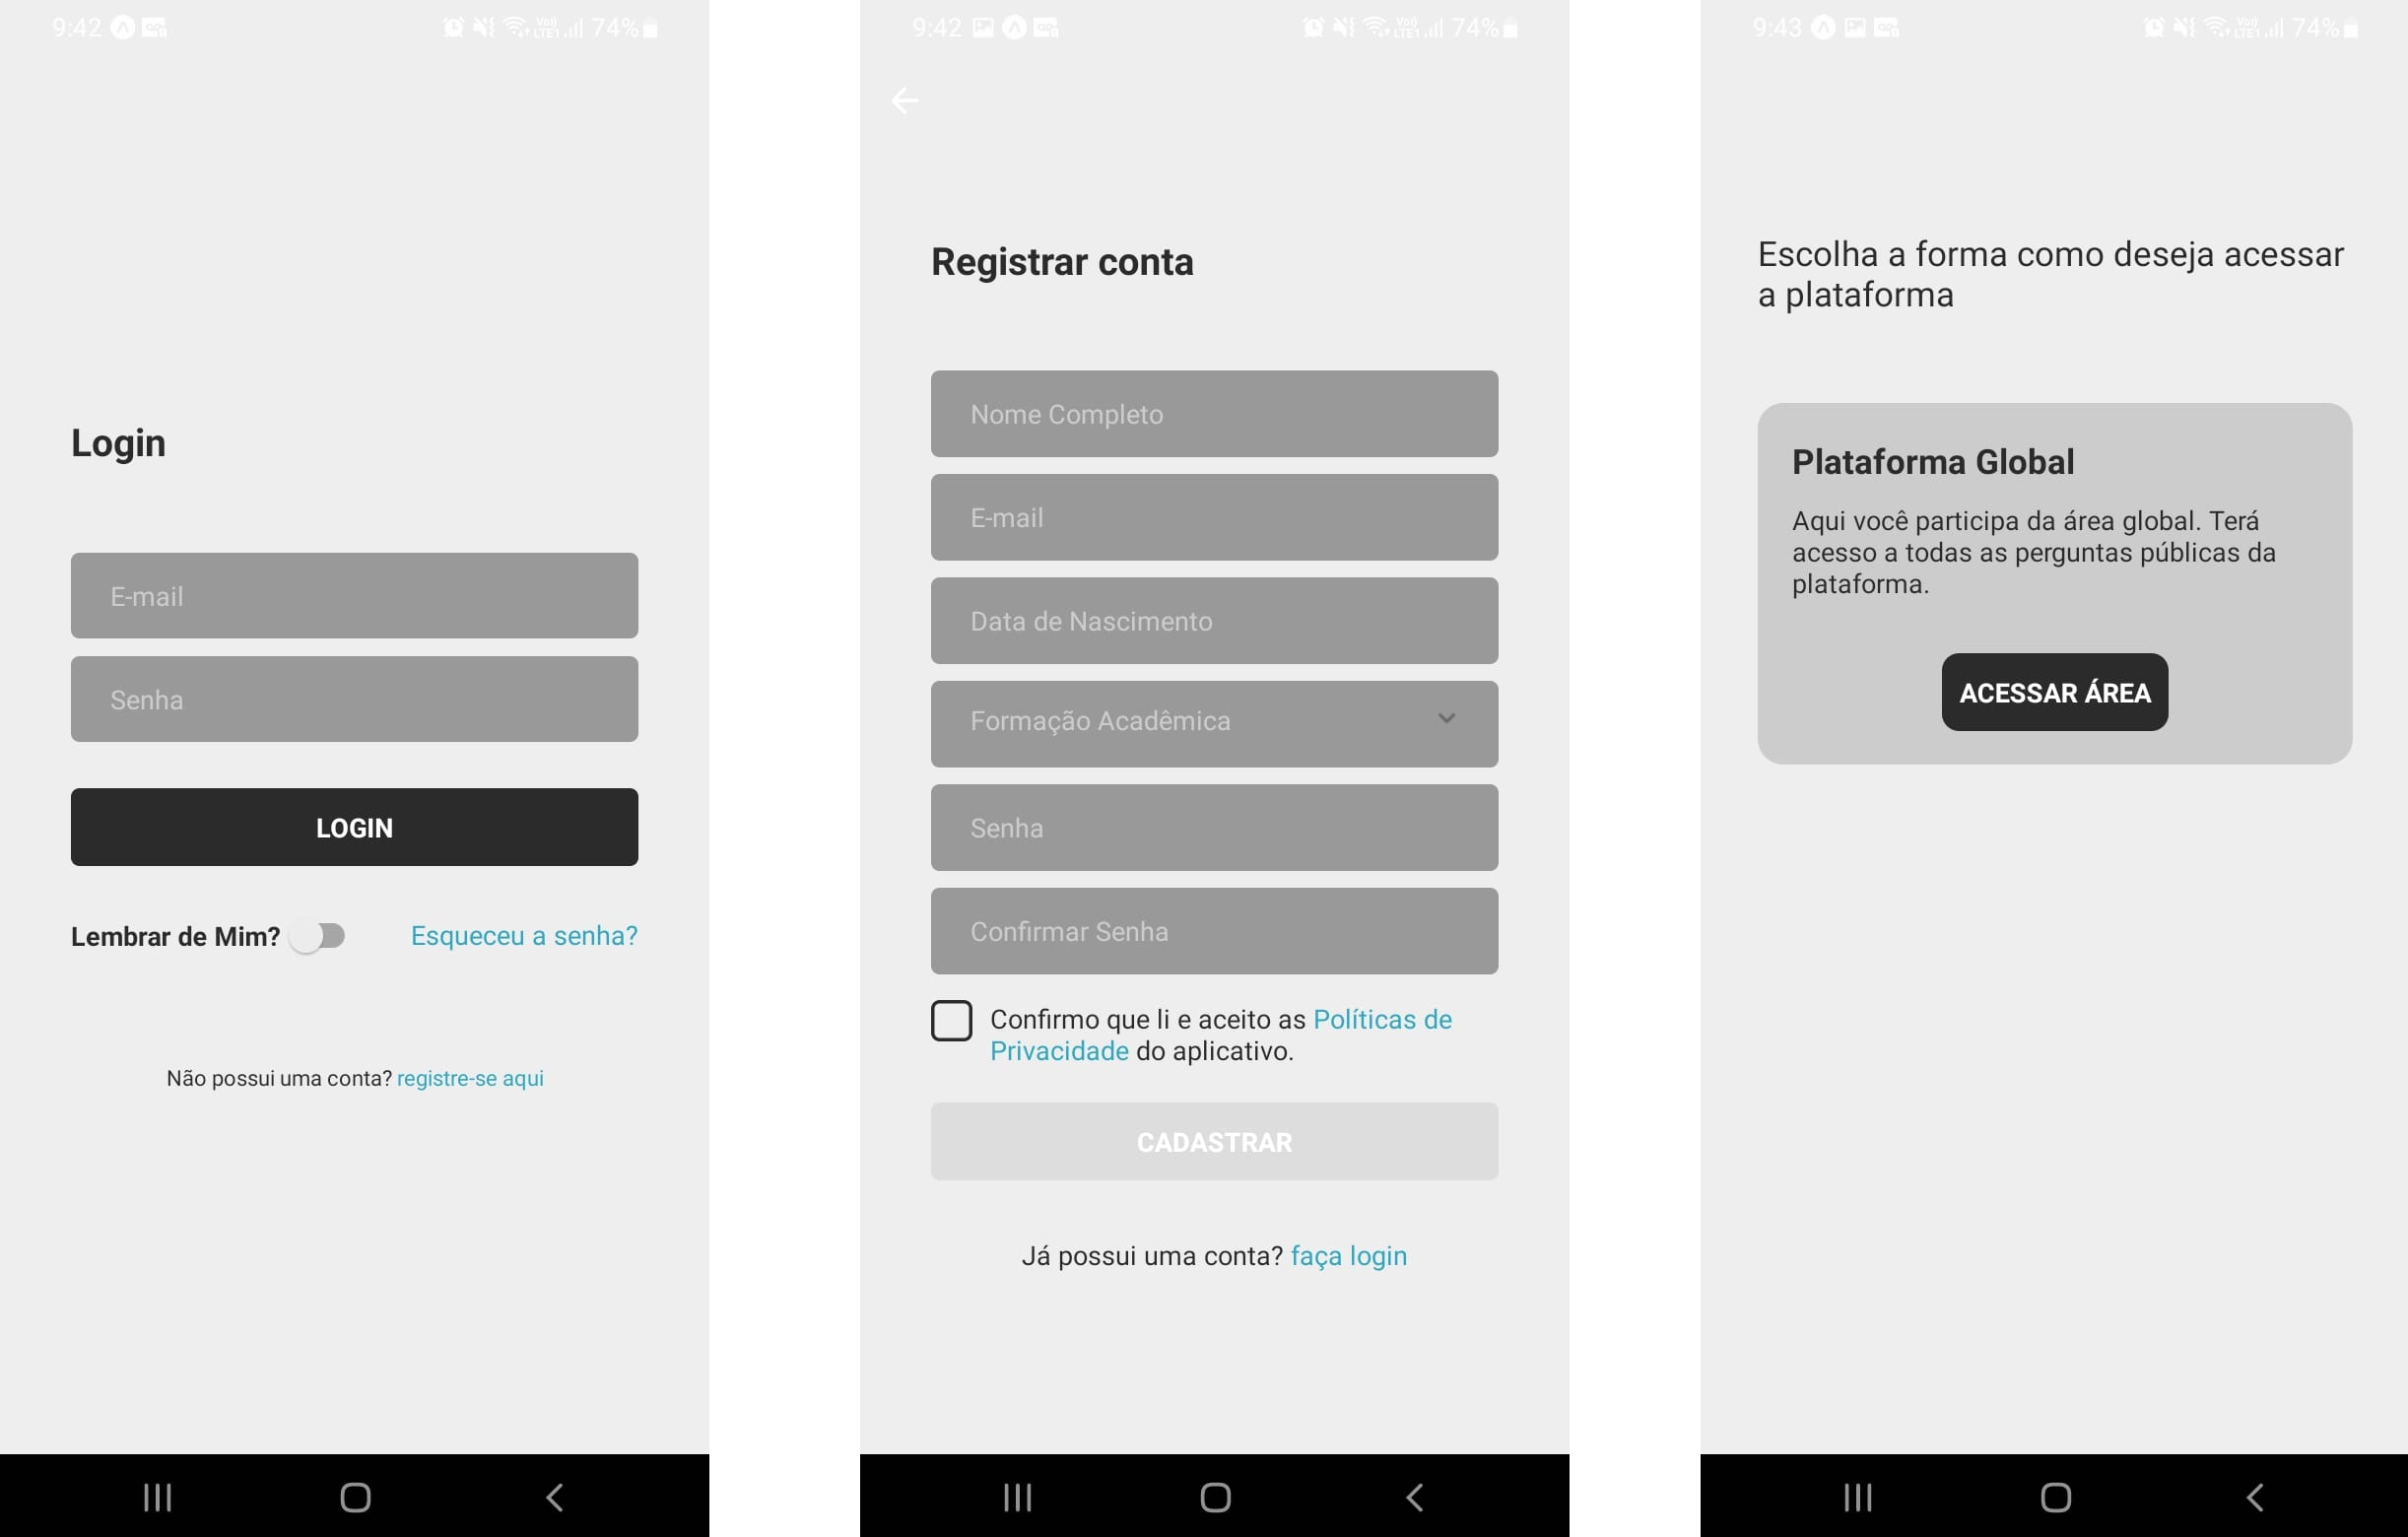 9:42
74%
Login
E-mail
Senha
LOGIN
Lembrar de Mim?
Esqueceu a senha?
Não possui uma conta? registre-se aqui
9:42
74%
Registrar conta
Nome Completo
E-mail
Data de Nascimento
Formação Acadêmica
Senha
Confirmar Senha
Confirmo que li e aceito as Políticas de
Privacidade do aplicativo.
CADASTRAR
Já possui uma conta? faça login
9:43
74%
Escolha a forma como deseja acessar
a plataforma
Plataforma Global
Aqui você participa da área global. Terá
acesso a todas as perguntas públicas da
plataforma.
ACESSAR ÁREA